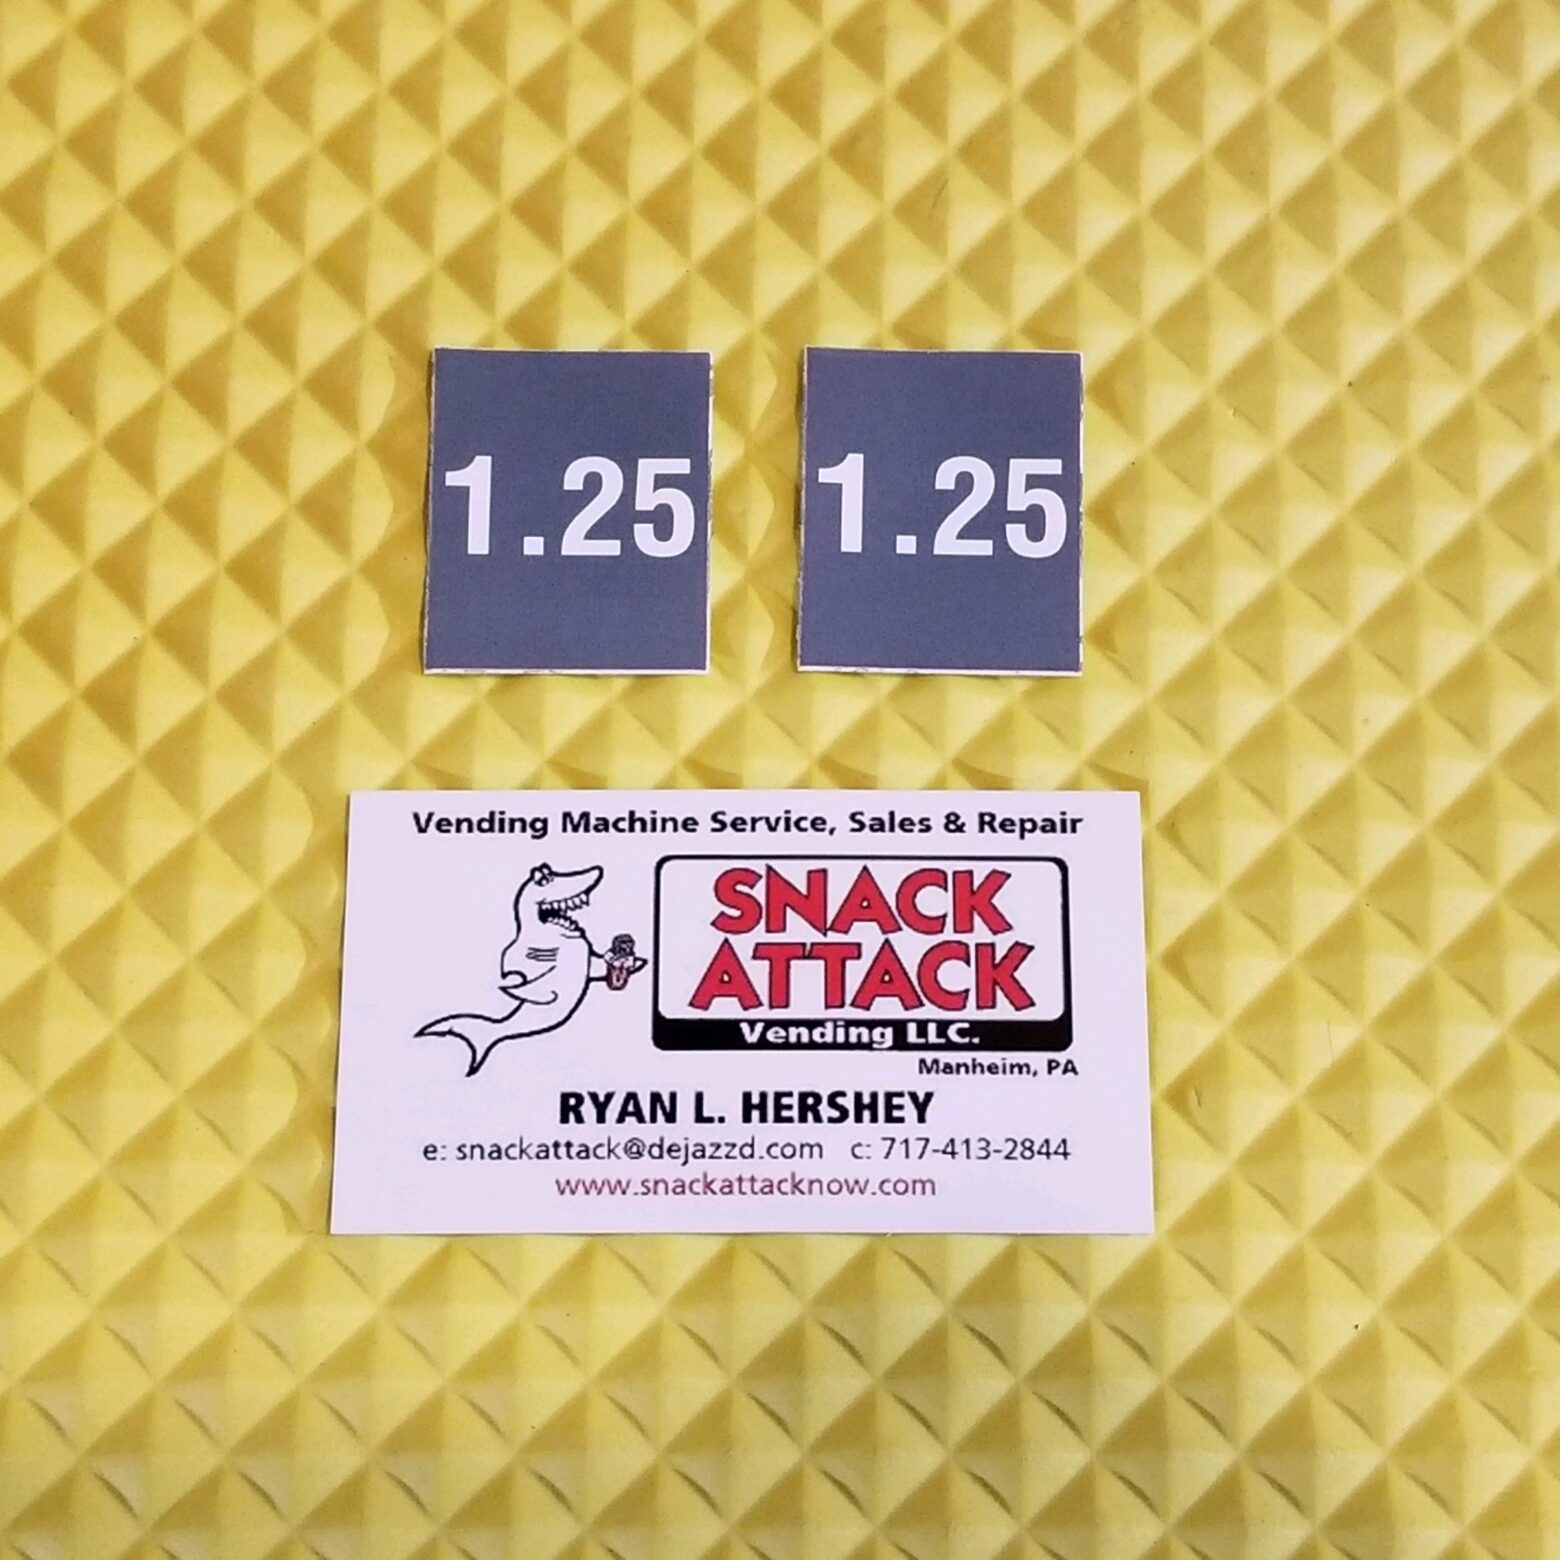 1.25 1.25
Vending Machine Service, Sales & Repair
SNACK
ATTACK
Vending LLC.
Manheim, PA
RYAN L. HERSHEY
e: snackattack@dejazzd.com c: 717-413-2844
www.snackattacknow.com